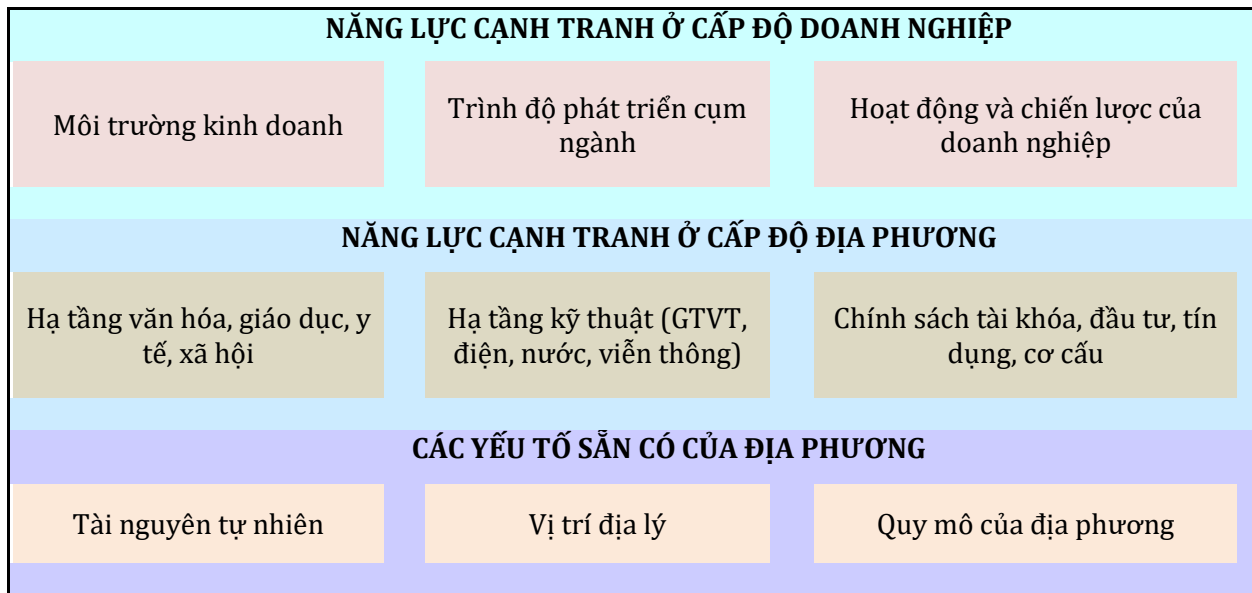 NĂNG LỰC CẠNH TRANH Ở CẤP ĐỘ DOANH NGHIỆP
Môi trường kinh doanh
Trình độ phát triển cụm
ngành
Hoạt động và chiến lược của
doanh nghiệp
NĂNG LỰC CẠNH TRANH Ở CẤP ĐỘ ĐỊA PHƯƠNG
Hạ tầng văn hóa, giáo dục, y
tế, xã hội
Hạ tầng kỹ thuật (GTVT,
điện, nước, viễn thông)
Chính sách tài khóa, đầu tư, tín
dụng, cơ cấu
CÁC YẾU TỐ SẴN CÓ CỦA ĐỊA PHƯƠNG
Tài nguyên tự nhiên
Vị trí địa lý
Quy mô của địa phương